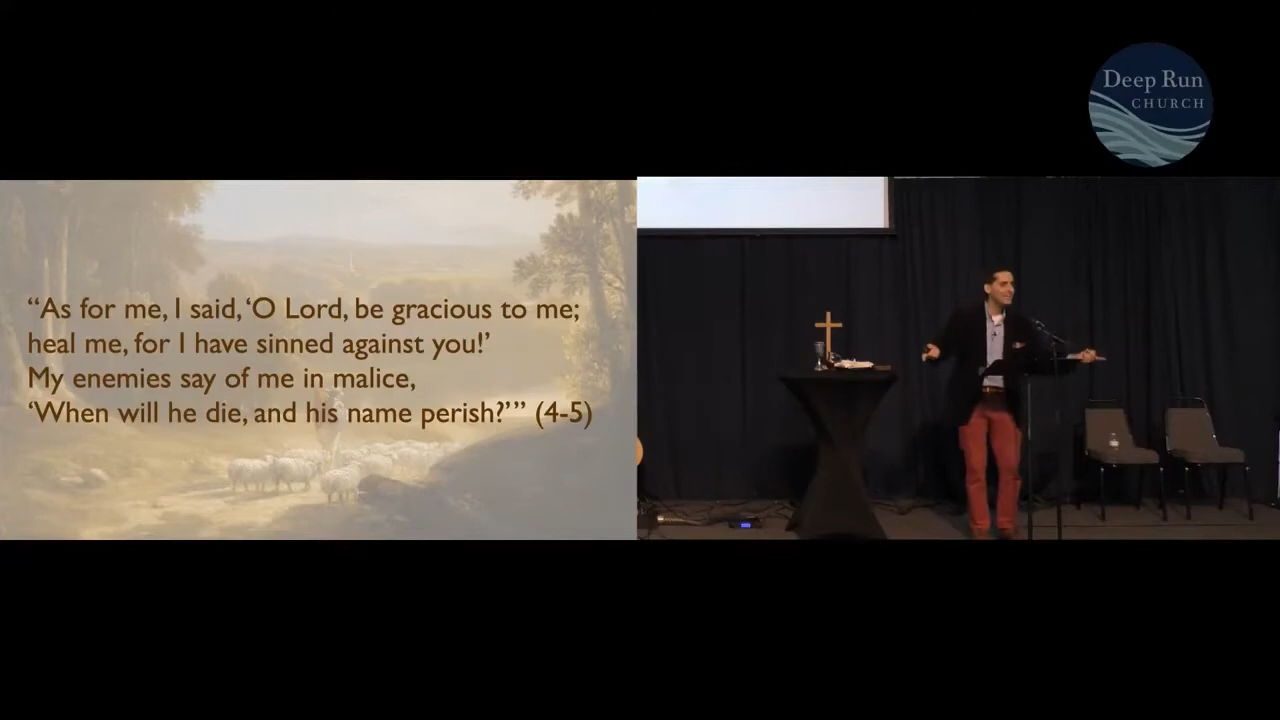 Deep Run
CHURCH
“As for me, I said, ‘O Lord, be gracious to me;
heal me, for I have sinned against you!’
My enemies say of me in malice,
‘When will he die, and his name perish?’” (4-5)